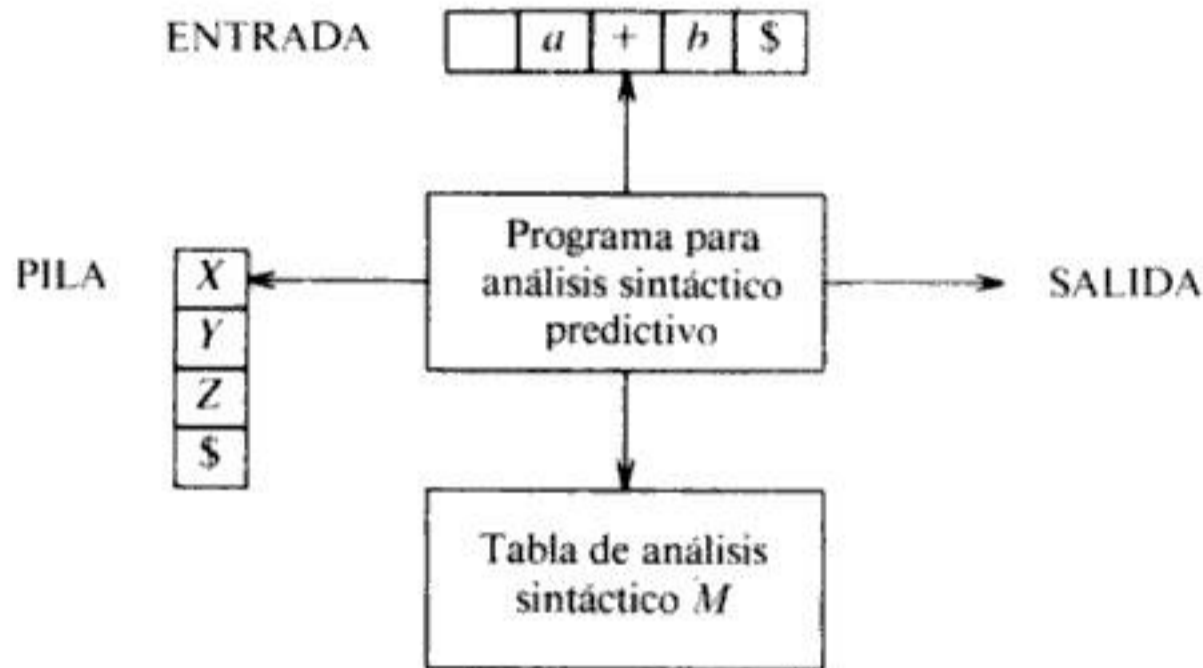 ENTRADA a + b $
Programa para
análisis sintáctico
predictivo
PILA
X
Y
Z
$
SALIDA
Tabla de análisis
sintáctico M